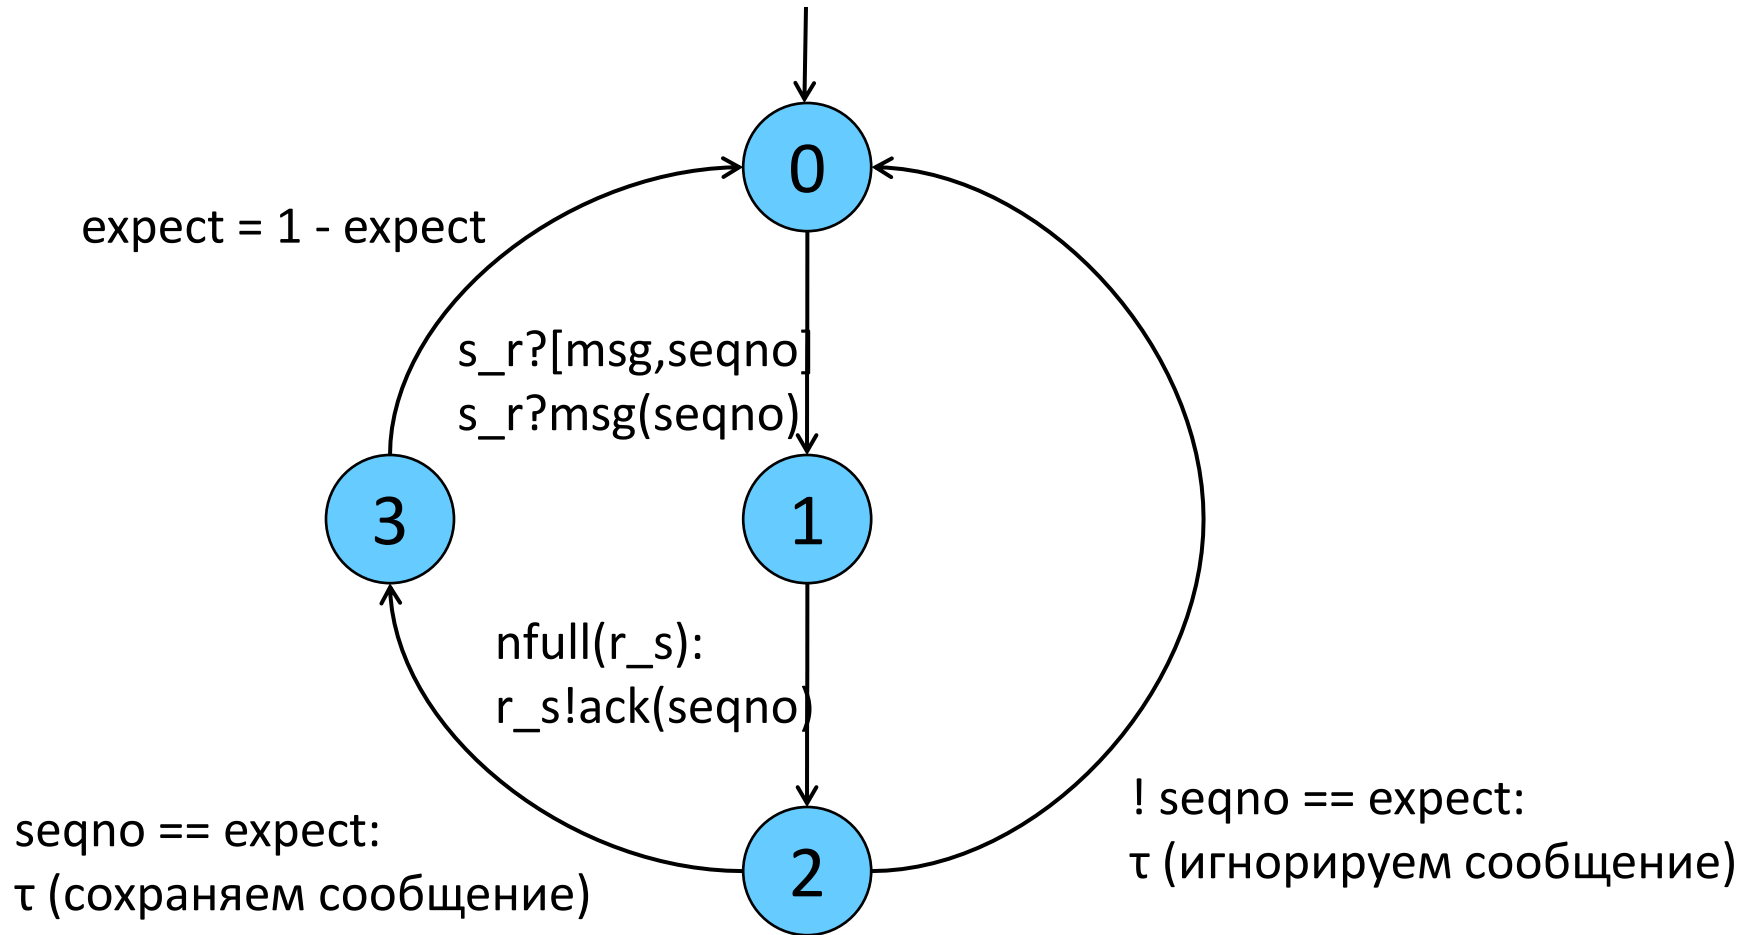 0
expect = 1 - expect
s_r?[msg,seqno]
s_r?msg(seqno)
3
1
nfull(r_s):
r_s!ack(seqno)
seqno == expect:
τ (сохраняем сообщение)
2
! seqno == expect:
τ (игнорируем сообщение)